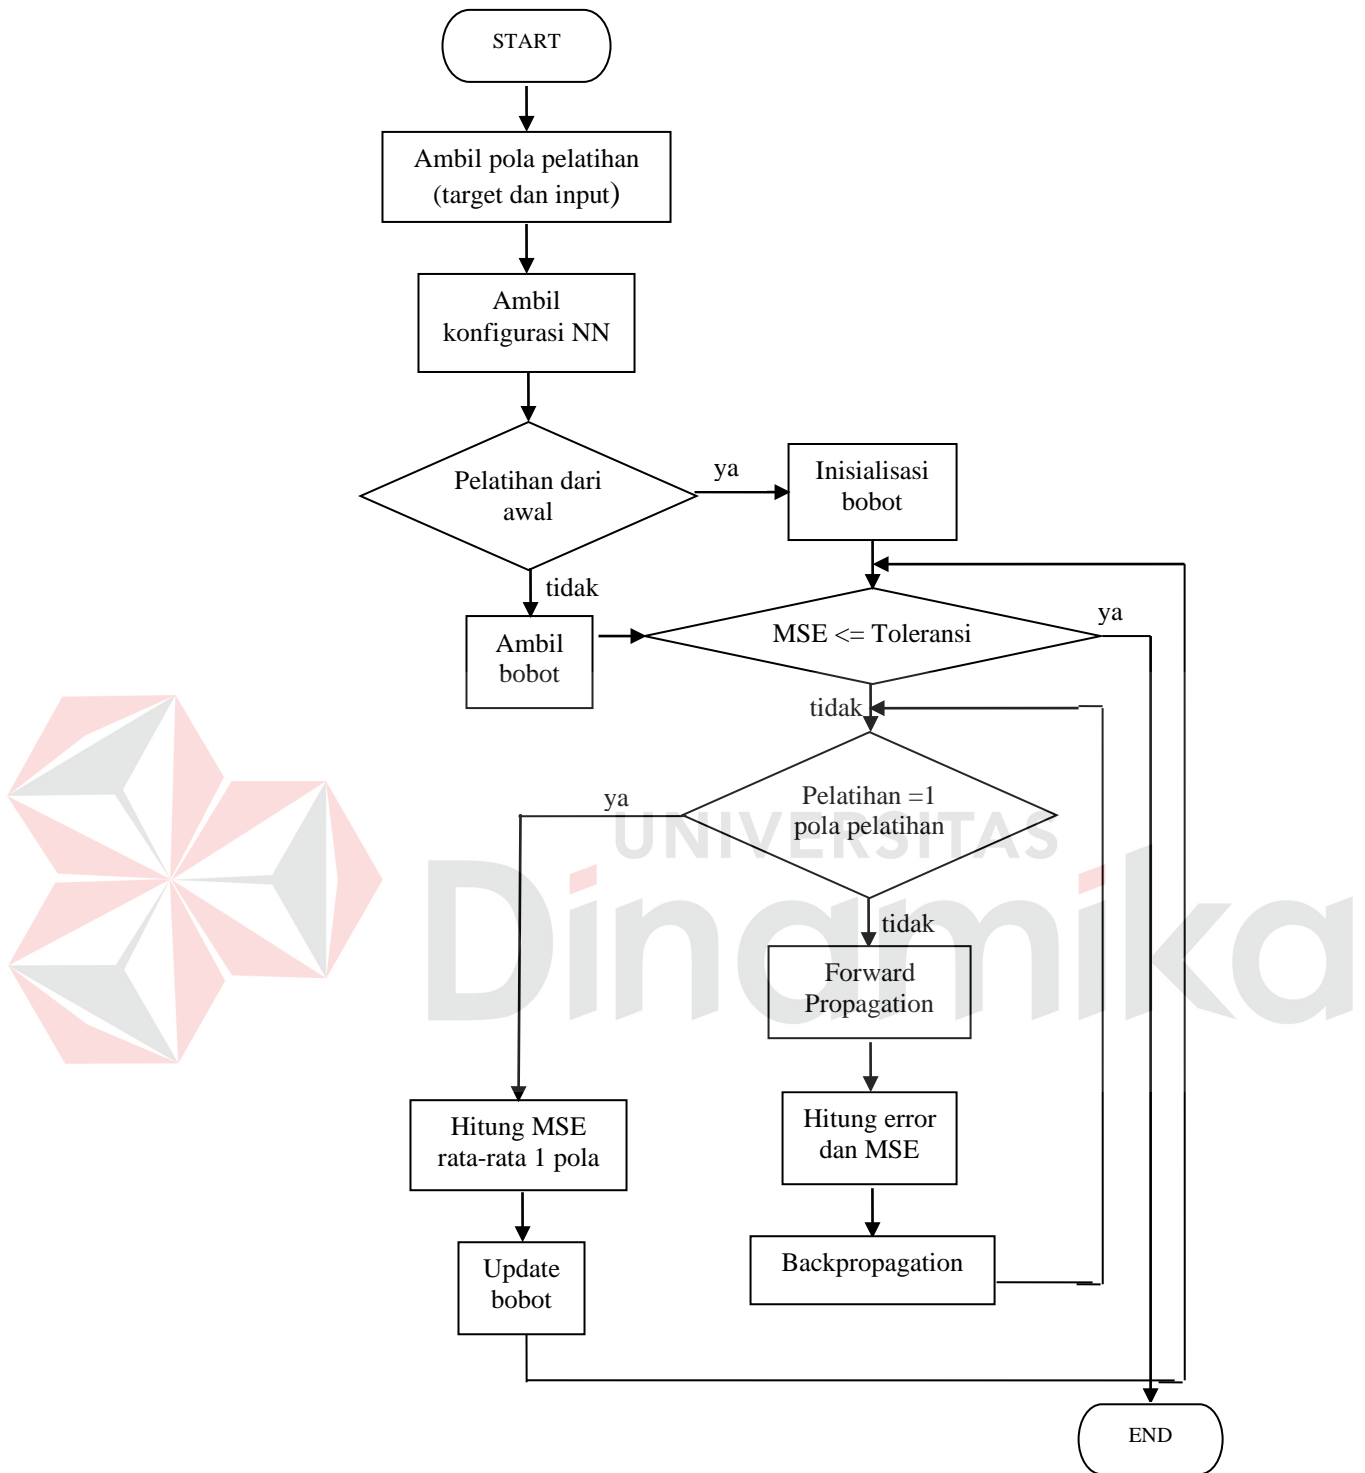 START
Ambil pola pelatihan
(target dan input)
Ambil
konfigurasi NN
Pelatihan dari
awal
ya
Inisialisasi
bobot
tidak
Ambil
bobot
MSE <= Toleransi
ya
tidak
Pelatihan =1
pola pelatihan
ya
UNIVERSITAS
Dinamika
tidak
Forward
Propagation
Hitung MSE
rata-rata 1 pola
Hitung error
dan MSE
Update
bobot
Backpropagation
END